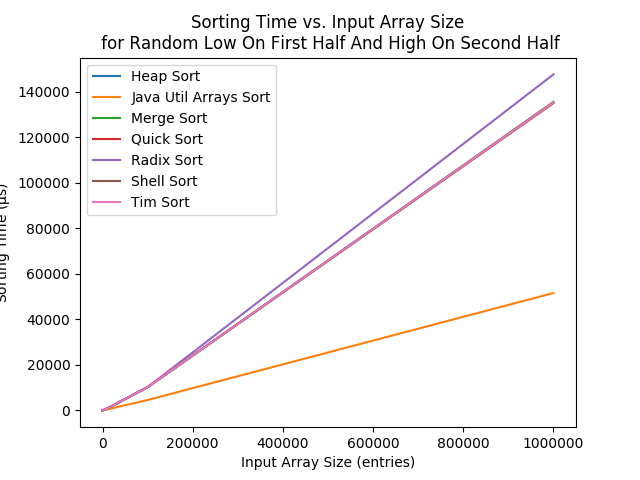 Sorting Time vs. Input Array Size
for Random Low On First Half And High On Second Half
Heap Sort
Java Util Arrays Sort
Merge Sort
Quick Sort
Radix Sort
Shell Sort
Tim Sort
140000
120000
100000
80000
60000
40000
20000
0
Sorting Time (µs)
0 200000 400000 600000 800000 1000000
Input Array Size (entries)